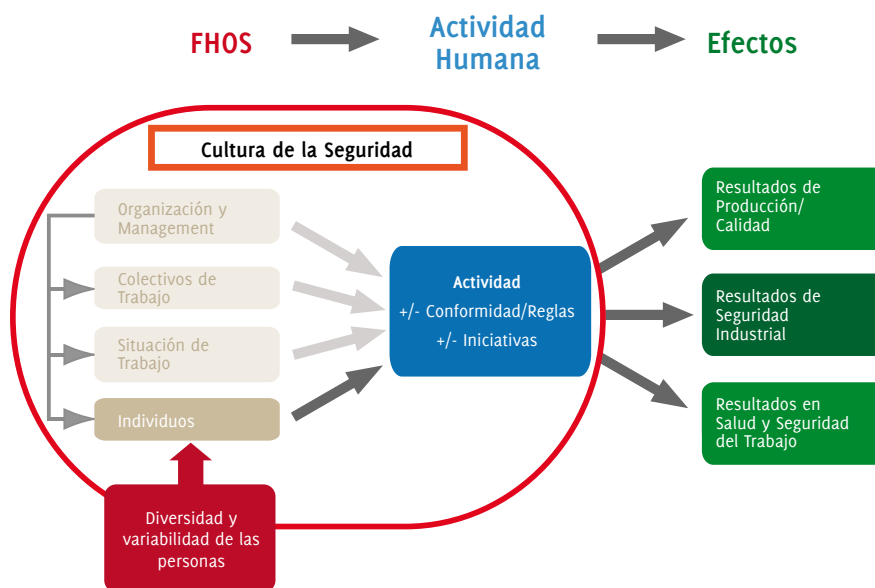 FHOS
Actividad
Humana
Efectos
Cultura de la Seguridad
Organización y
Management
Colectivos de
Trabajo
Situación de
Trabajo
Individuos
Diversidad y
variabilidad de las
personas
Actividad
+/- Conformidad/Reglas
+/- Iniciativas
Resultados de
Producción/
Calidad
Resultados de
Seguridad
Industrial
Resultados en
Salud y Seguridad
del Trabajo